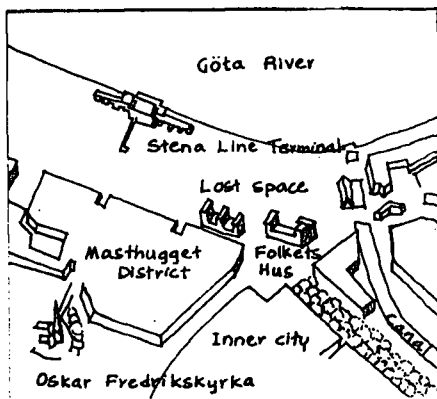 Göta River
Stena Line Terminal
Lost space
Masthugget
District
Folkets
Hus
Inner city
Canal
Oskar Fredrikskyrka